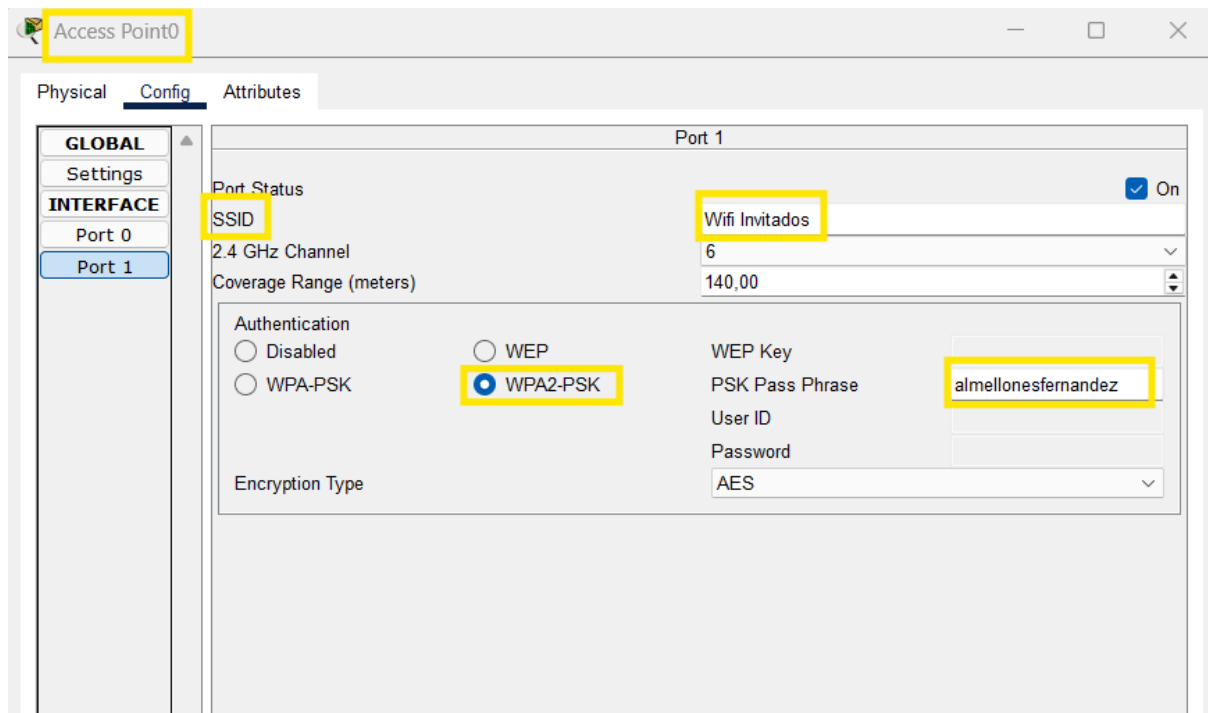 Access Point0
Physical Config Attributes
GLOBAL
Settings
INTERFACE
Port 0
Port 1
Port 1
Port Status On
SSID Wifi Invitados
2.4 GHz Channel 6
Coverage Range (meters) 140,00
Authentication
Disabled WEP WEP Key
WPA-PSK WPA2-PSK PSK Pass Phrase almellonesfernandez
User ID
Password
Encryption Type AES